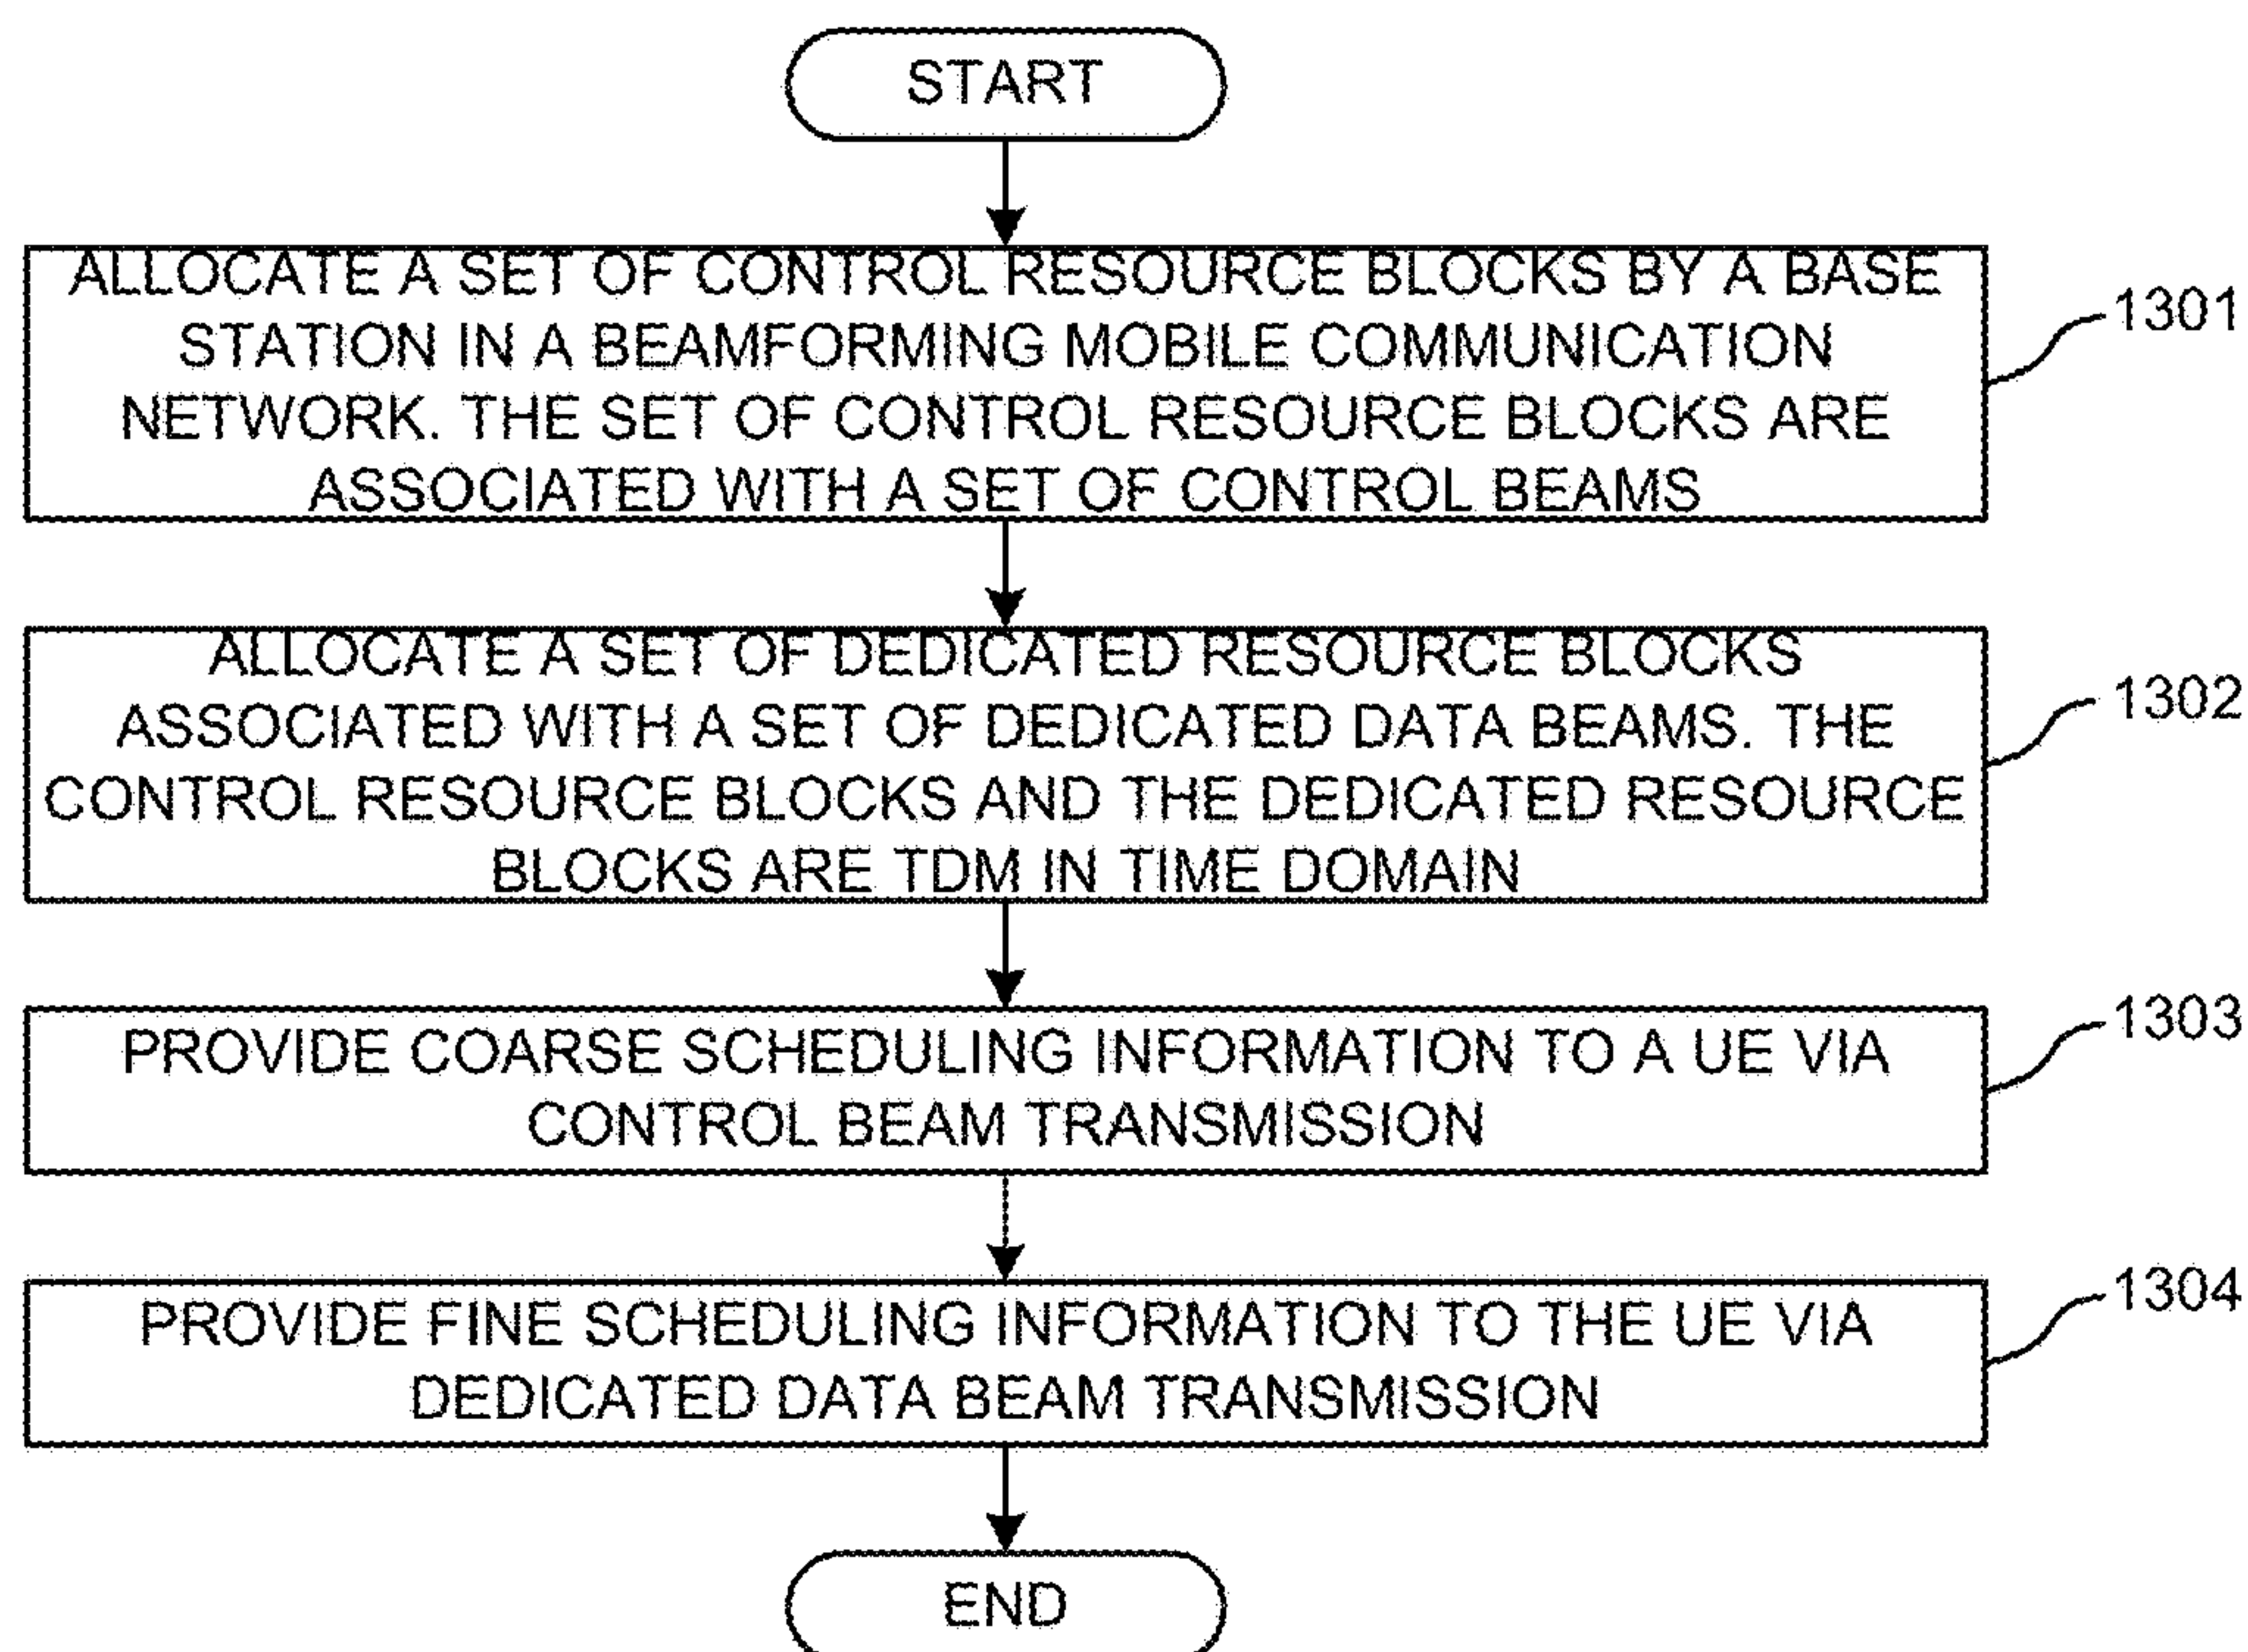 START
ALLOCATE A SET OF CONTROL RESOURCE BLOCKS BY A BASE
STATION IN A BEAMFORMING MOBILE COMMUNICATION
NETWORK. THE SET OF CONTROL RESOURCE BLOCKS ARE
ASSOCIATED WITH A SET OF CONTROL BEAMS
1301
ALLOCATE A SET OF DEDICATED RESOURCE BLOCKS
ASSOCIATED WITH A SET OF DEDICATED DATA BEAMS. THE
CONTROL RESOURCE BLOCKS AND THE DEDICATED RESOURCE
BLOCKS ARE TDM IN TIME DOMAIN
1302
PROVIDE COARSE SCHEDULING INFORMATION TO A UE VIA
CONTROL BEAM TRANSMISSION
1303
PROVIDE FINE SCHEDULING INFORMATION TO THE UE VIA
DEDICATED DATA BEAM TRANSMISSION
1304
END